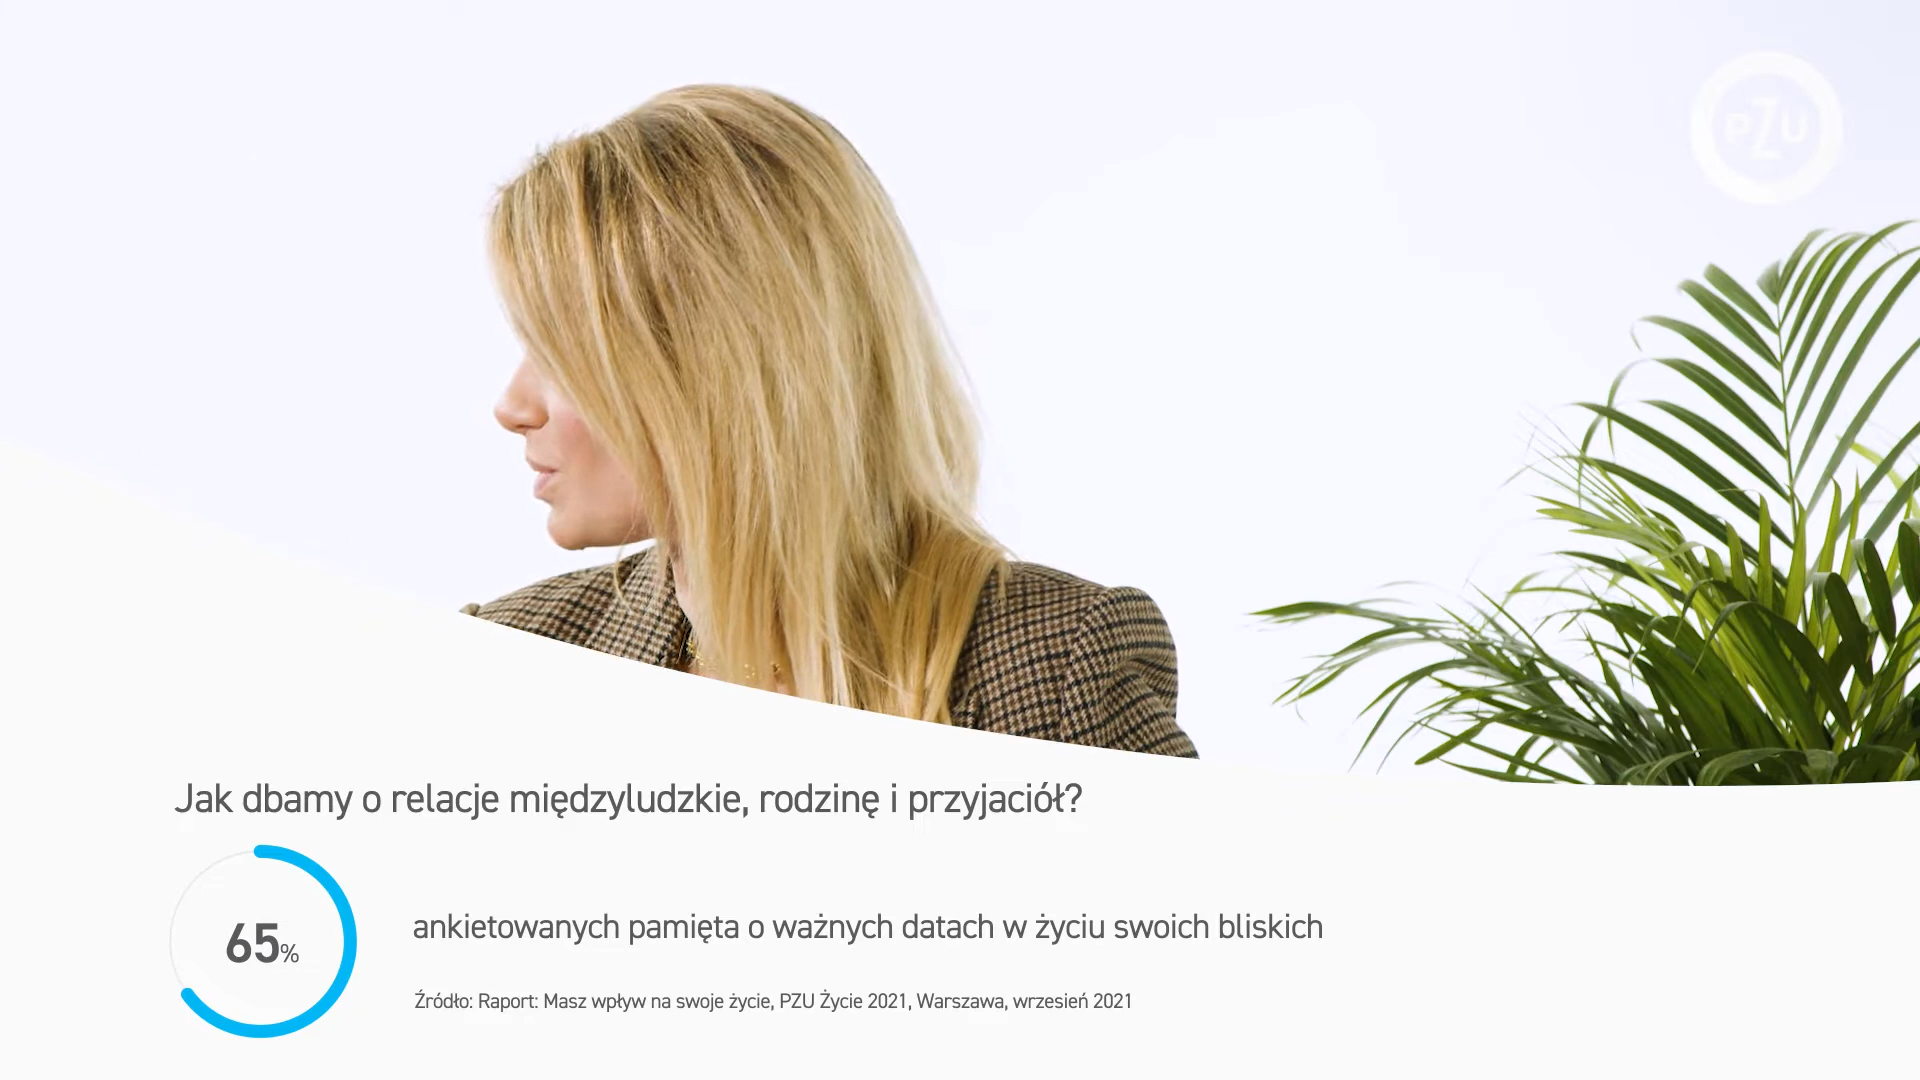 PZU
Jak dbamy o relacje międzyludzkie, rodzinę i przyjaciół?
65%
ankietowanych pamięta o ważnych datach w życiu swoich bliskich
Źródło: Raport: Masz wpływ na swoje życie, PZU Życie 2021, Warszawa, wrzesień 2021